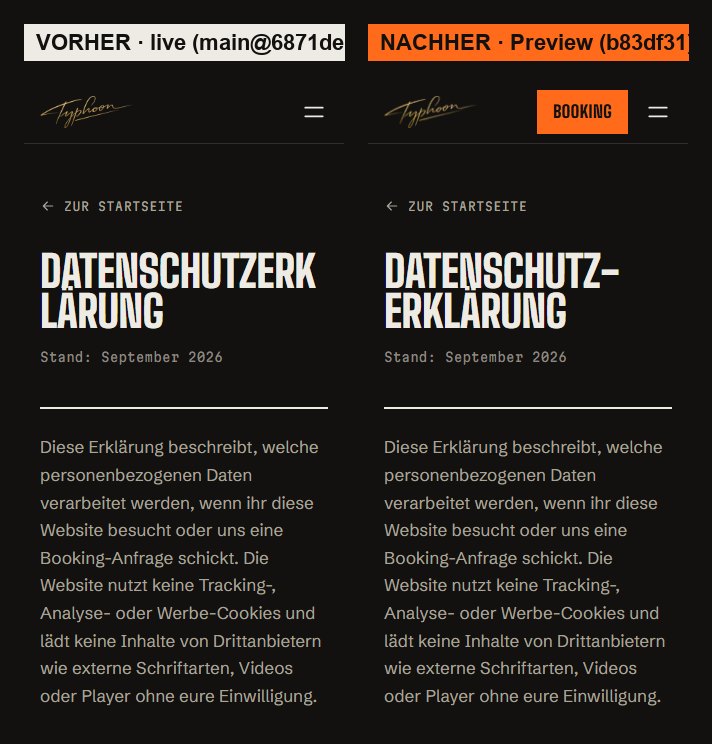 VORHER · live (main@6871de
Typhoon
← ZUR STARTSEITE
DATENSCHUTZERK
LÄRUNG
Stand: September 2026
Diese Erklärung beschreibt, welche
personenbezogenen Daten
verarbeitet werden, wenn ihr diese
Website besucht oder uns eine
Booking-Anfrage schickt. Die
Website nutzt keine Tracking-,
Analyse- oder Werbe-Cookies und
lädt keine Inhalte von Drittanbietern
wie externe Schriftarten, Videos
oder Player ohne eure Einwilligung.
NACHHER · Preview (b83df31)
Typhoon
BOOKING
← ZUR STARTSEITE
DATENSCHUTZ-
ERKLÄRUNG
Stand: September 2026
Diese Erklärung beschreibt, welche
personenbezogenen Daten
verarbeitet werden, wenn ihr diese
Website besucht oder uns eine
Booking-Anfrage schickt. Die
Website nutzt keine Tracking-,
Analyse- oder Werbe-Cookies und
lädt keine Inhalte von Drittanbietern
wie externe Schriftarten, Videos
oder Player ohne eure Einwilligung.